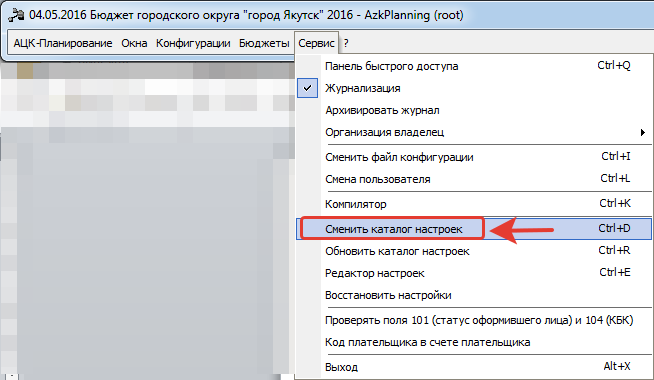 04.05.2016 Бюджет городского округа "город Якутск" 2016 - AzkPlanning (root)
АЦК-Планирование Окна Конфигурации Бюджеты Сервис ?
Панель быстрого доступа Ctrl+Q
Журнализация
Архивировать журнал
Организация владелец
Сменить файл конфигурации Ctrl+I
Смена пользователя Ctrl+L
Компилятор Ctrl+K
Сменить каталог настроек Ctrl+D
Обновить каталог настроек Ctrl+R
Редактор настроек Ctrl+E
Восстановить настройки
Проверять поля 101 (статус оформившего лица) и 104 (КБК)
Код плательщика в счете плательщика
Выход Alt+X